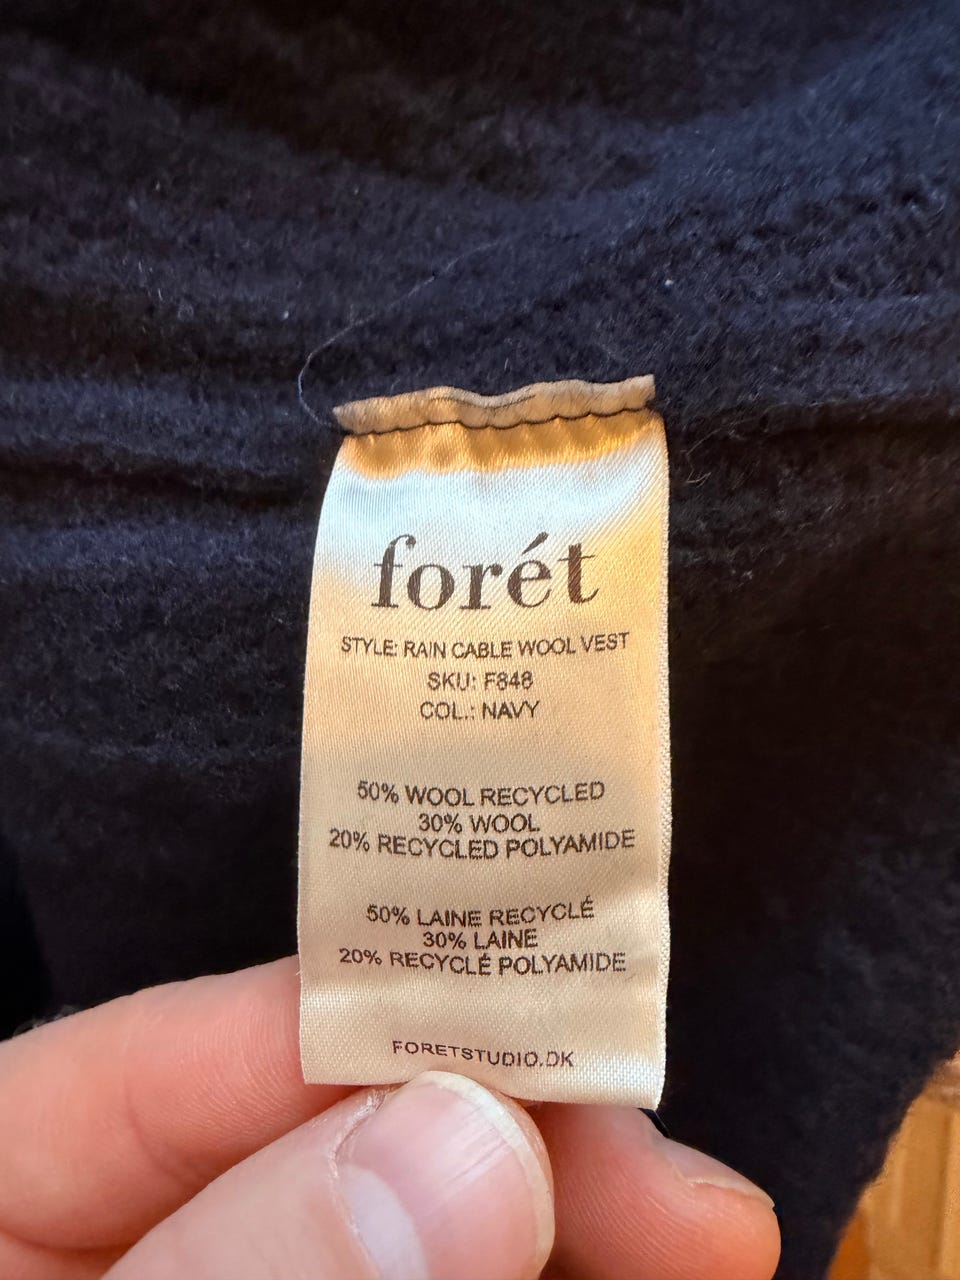 forét
STYLE: RAIN CABLE WOOL VEST
SKU: F848
COL.: NAVY
50% WOOL RECYCLED
30% WOOL
20% RECYCLED POLYAMIDE
50% LAINE RECYCLÉ
30% LAINE
20% RECYCLÉ POLYAMIDE
FORETSTUDIO.DK